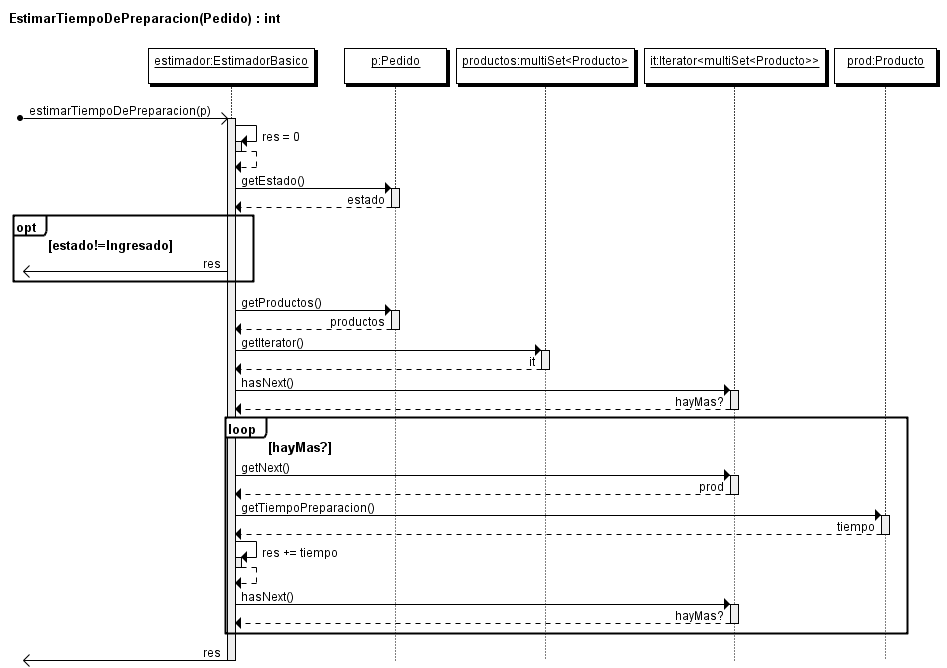 EstimarTiempoDePreparacion(Pedido) : int
estimador:EstimadorBasico
p:Pedido
productos:multiSet<Producto>
it:Iterator<multiSet<Producto>>
prod:Producto
estimarTiempoDePreparacion(p)
res = 0
getEstado()
estado
opt
[estado!=Ingresado]
res
getProductos()
productos
getIterator()
it
hasNext()
hayMas?
loop
[hayMas?]
getNext()
prod
getTiempoPreparacion()
tiempo
res += tiempo
hasNext()
hayMas?
res